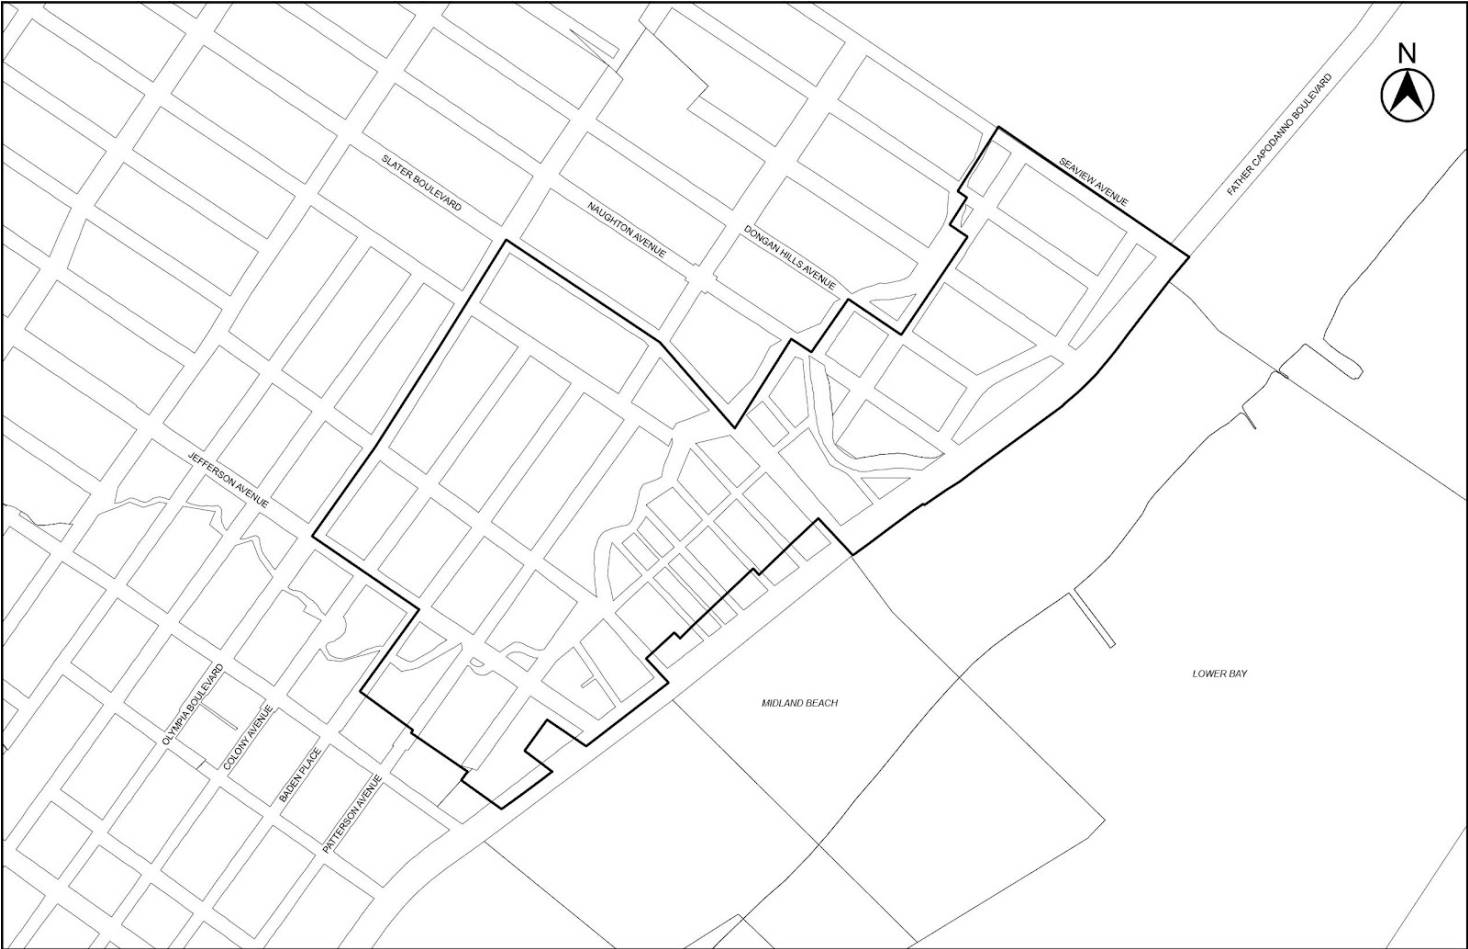 N
FATHER CAPODANNO BOULEVARD
SEAVIEW AVENUE
SLATER BOULEVARD
NAUGHTON AVENUE
DONGAN HILLS AVENUE
JEFFERSON AVENUE
LOWER BAY
MIDLAND BEACH
OLYMPIA BOULEVARD
COLONY AVENUE
BADEN PLACE
PATTERSON AVENUE